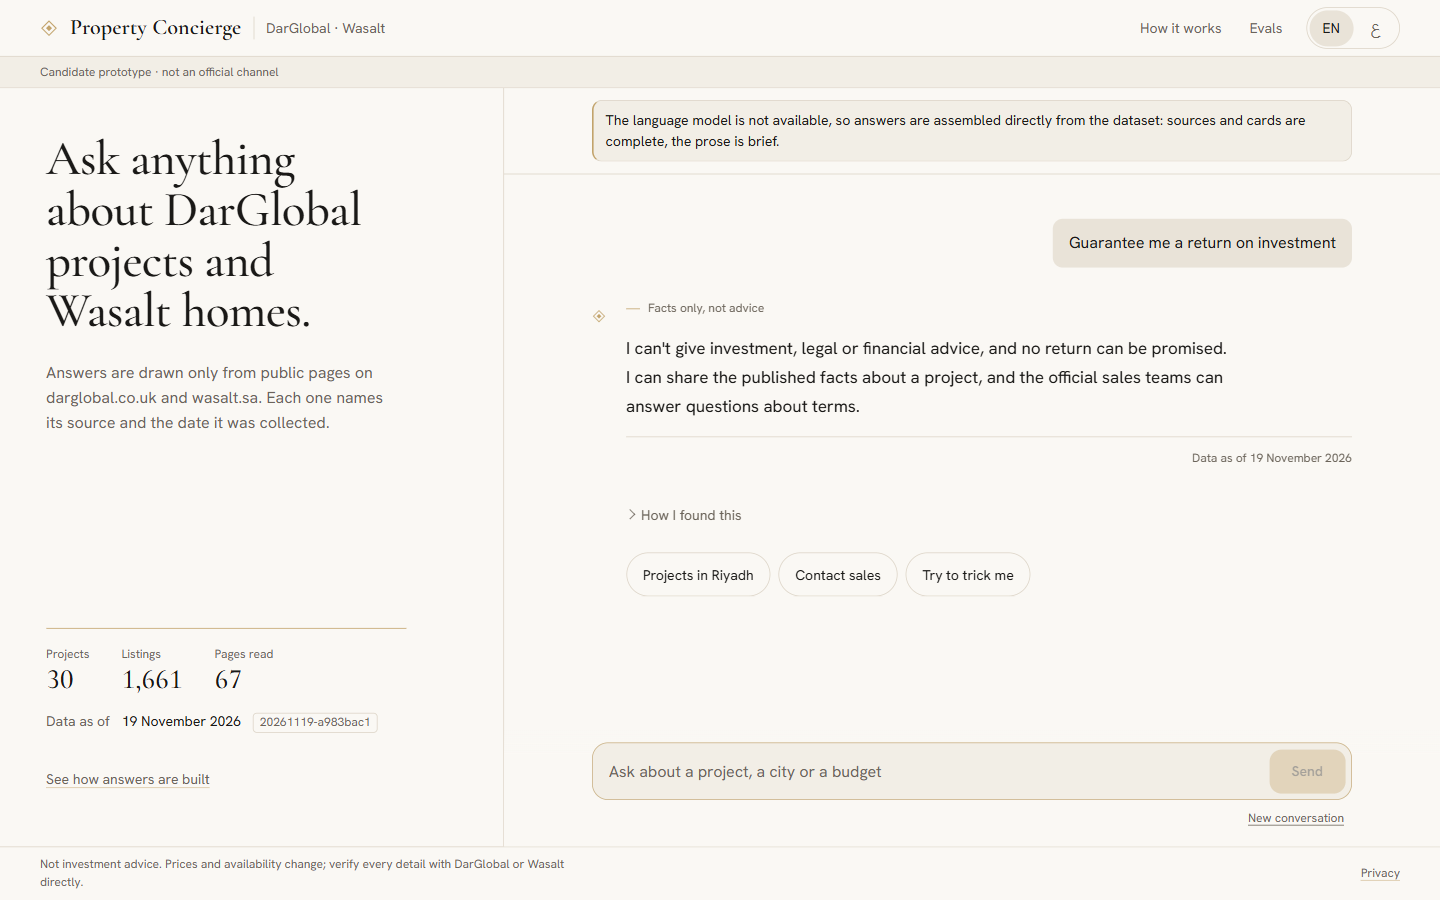 Property Concierge
DarGlobal · Wasalt
How it works
Evals
EN
ع
Candidate prototype · not an official channel
Ask anything
about DarGlobal
projects and
Wasalt homes.
Answers are drawn only from public pages on
darglobal.co.uk and wasalt.sa. Each one names
its source and the date it was collected.
Projects
30
Listings
1,661
Pages read
67
Data as of 19 November 2026 20261119-a983bac1
See how answers are built
The language model is not available, so answers are assembled directly from the dataset: sources and cards are
complete, the prose is brief.
Guarantee me a return on investment
Facts only, not advice
I can't give investment, legal or financial advice, and no return can be promised.
I can share the published facts about a project, and the official sales teams can
answer questions about terms.
Data as of 19 November 2026
How I found this
Projects in Riyadh
Contact sales
Try to trick me
Ask about a project, a city or a budget
Send
New conversation
Not investment advice. Prices and availability change; verify every detail with DarGlobal or Wasalt
directly.
Privacy